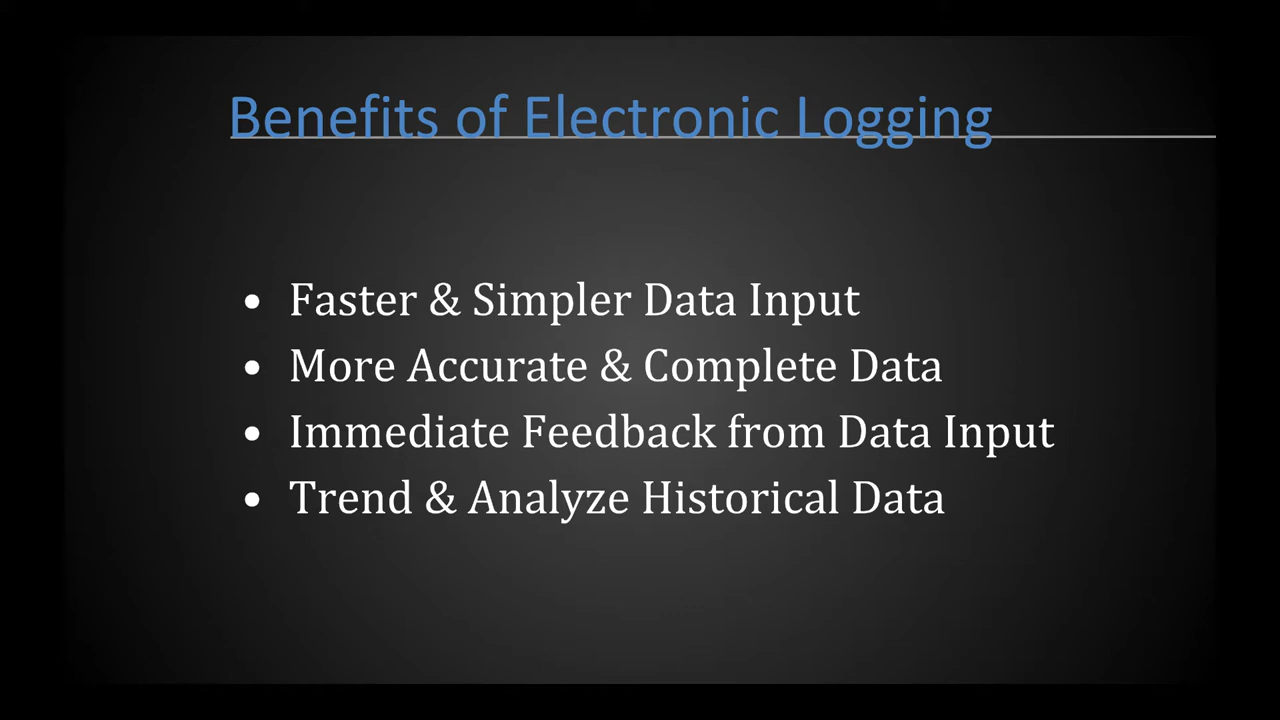 Benefits of Electronic Logging
• Faster & Simpler Data Input
• More Accurate & Complete Data
• Immediate Feedback from Data Input
• Trend & Analyze Historical Data